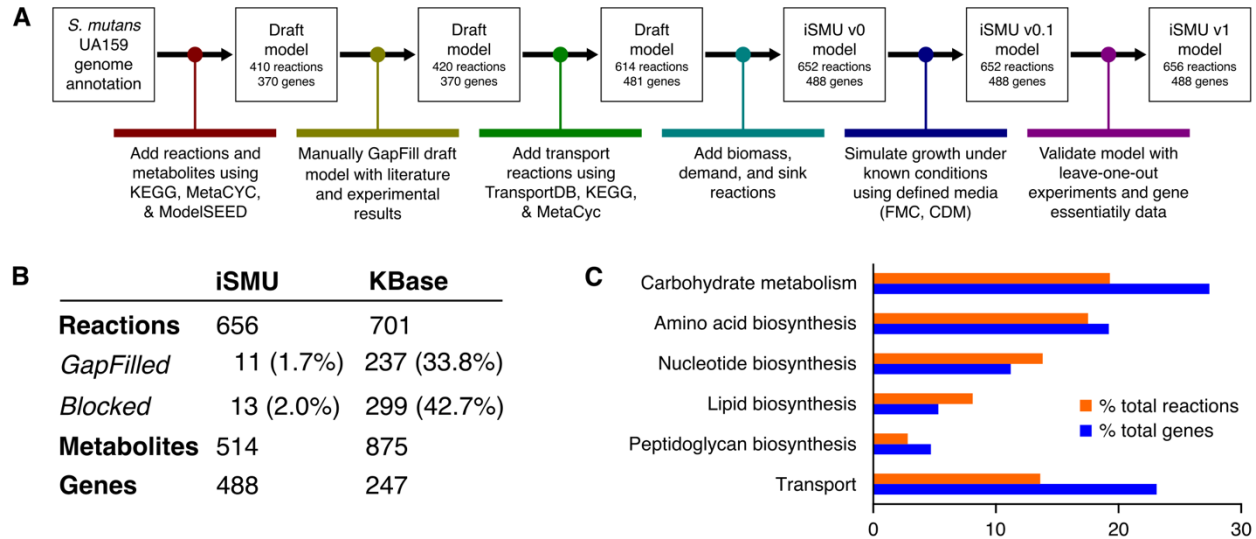 A
S. mutans
UA159
genome
annotation
Draft
model
410 reactions
370 genes
Draft
model
420 reactions
370 genes
Draft
model
614 reactions
481 genes
iSMU v0
model
652 reactions
488 genes
iSMU v0.1
model
652 reactions
488 genes
iSMU v1
model
656 reactions
488 genes
Add reactions and
metabolites using
KEGG, MetaCYC,
& ModelSEED
Manually GapFill draft
model with literature
and experimental
results
Add transport
reactions using
TransportDB, KEGG,
& MetaCyc
Add biomass,
demand, and sink
reactions
Simulate growth under
known conditions
using defined media
(FMC, CDM)
Validate model with
leave-one-out
experiments and gene
essentiatily data
B
iSMU KBase
Reactions 656 701
GapFilled 11 (1.7%) 237 (33.8%)
Blocked 13 (2.0%) 299 (42.7%)
Metabolites 514 875
Genes 488 247
C
Carbohydrate metabolism
Amino acid biosynthesis
Nucleotide biosynthesis
Lipid biosynthesis
Peptidoglycan biosynthesis
Transport
% total reactions
% total genes
0 10 20 30